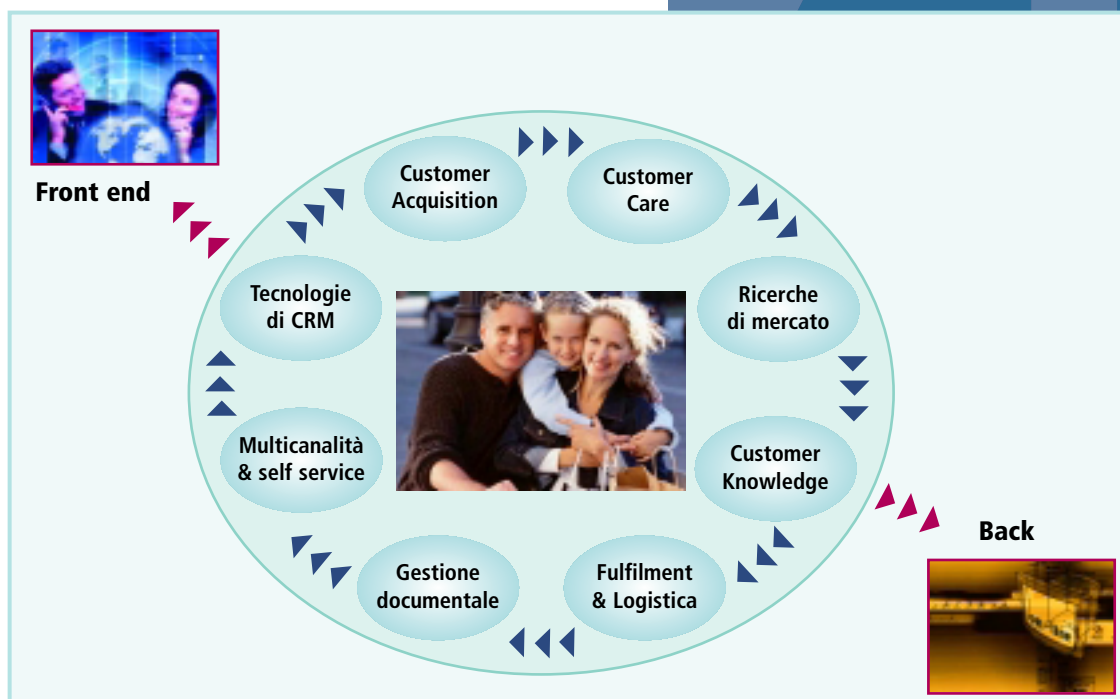 Front end
Customer
Acquisition
Customer
Care
Tecnologie
di CRM
Ricerche
di mercato
Multicanalità
& self service
Customer
Knowledge
Back
Gestione
documentale
Fulfilment
& Logistica